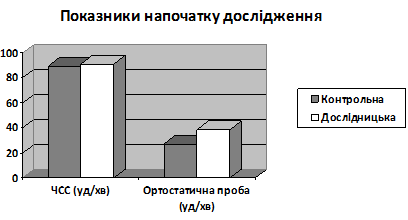 Показники напочатку дослідження
100
80
60
40
20
0
ЧСС (уд/хв)
Ортостатична проба
(уд/хв)
Контрольна
Дослідницька